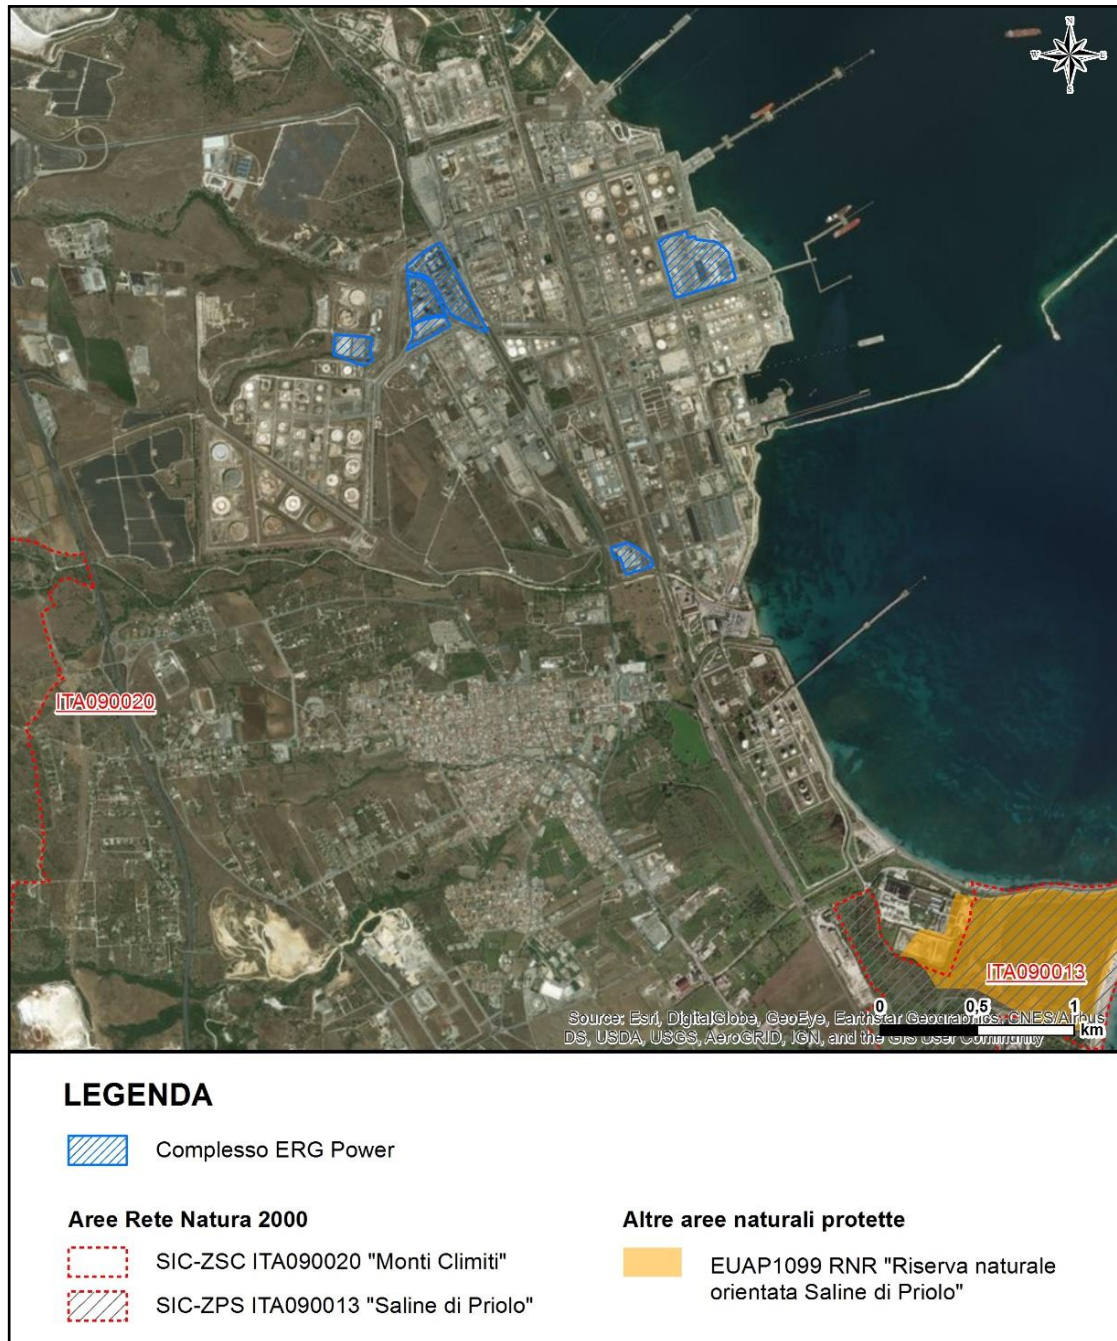 N
W
E
S
ITA090020
ITA090013
0
0,5
1
km
Source: Esri, DigitalGlobe, GeoEye, Earthstar Geographics, CNES/Airbus
DS, USDA, USGS, AeroGRID, IGN, and the GIS User Community
LEGENDA
Complesso ERG Power
Aree Rete Natura 2000
SIC-ZSC ITA090020 "Monti Climiti"
SIC-ZPS ITA090013 "Saline di Priolo"
Altre aree naturali protette
EUAP1099 RNR "Riserva naturale
orientata Saline di Priolo"